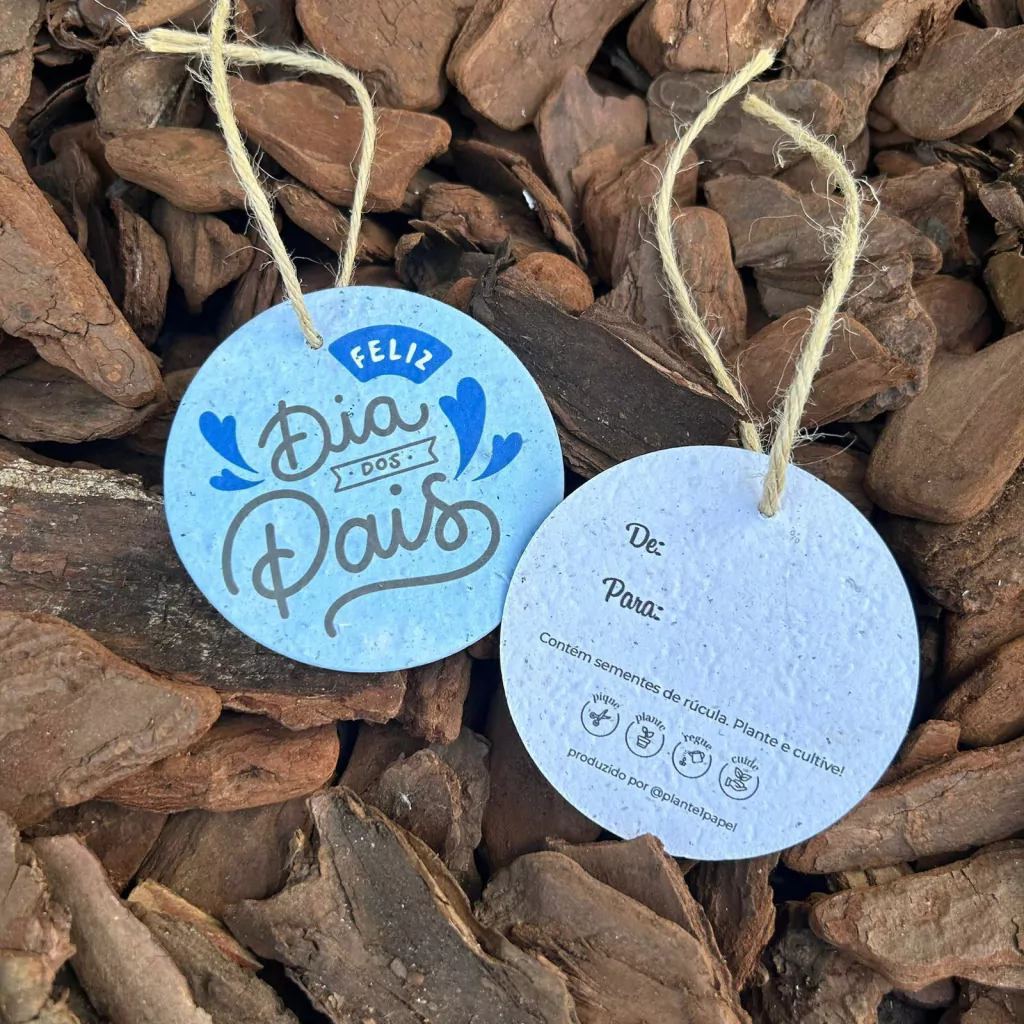 FELIZ
Dia
DOS
Pais
De:
Para:
Contém sementes de rúcula. Plante e cultive!
pique plante regue cuide
produzido por @plante1papel